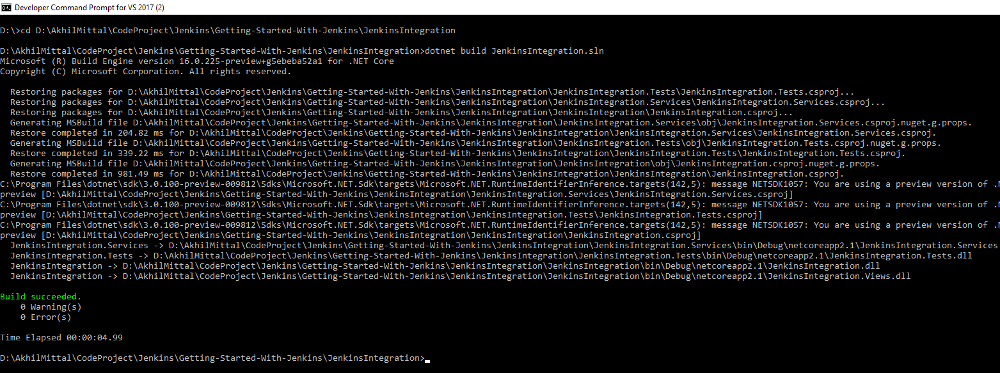 Developer Command Prompt for VS 2017 (2)
D:\>cd D:\AkhilMittal\CodeProject\Jenkins\Getting-Started-With-Jenkins\JenkinsIntegration
D:\AkhilMittal\CodeProject\Jenkins\Getting-Started-With-Jenkins\JenkinsIntegration>dotnet build JenkinsIntegration.sln
Microsoft (R) Build Engine version 16.0.225-preview+g5ebeba52a1 for .NET Core
Copyright (C) Microsoft Corporation. All rights reserved.
Restoring packages for D:\AkhilMittal\CodeProject\Jenkins\Getting-Started-With-Jenkins\JenkinsIntegration\JenkinsIntegration.Tests\JenkinsIntegration.Tests.csproj...
Restoring packages for D:\AkhilMittal\CodeProject\Jenkins\Getting-Started-With-Jenkins\JenkinsIntegration\JenkinsIntegration.Services\JenkinsIntegration.Services.csproj...
Restoring packages for D:\AkhilMittal\CodeProject\Jenkins\Getting-Started-With-Jenkins\JenkinsIntegration\JenkinsIntegration\JenkinsIntegration.csproj...
Generating MSBuild file D:\AkhilMittal\CodeProject\Jenkins\Getting-Started-With-Jenkins\JenkinsIntegration\JenkinsIntegration.Services\obj\JenkinsIntegration.Services.csproj.nuget.g.props.
Restore completed in 204.82 ms for D:\AkhilMittal\CodeProject\Jenkins\Getting-Started-With-Jenkins\JenkinsIntegration\JenkinsIntegration.Services\JenkinsIntegration.Services.csproj.
Generating MSBuild file D:\AkhilMittal\CodeProject\Jenkins\Getting-Started-With-Jenkins\JenkinsIntegration\JenkinsIntegration.Tests\obj\JenkinsIntegration.Tests.csproj.nuget.g.props.
Restore completed in 339.22 ms for D:\AkhilMittal\CodeProject\Jenkins\Getting-Started-With-Jenkins\JenkinsIntegration\JenkinsIntegration.Tests\JenkinsIntegration.Tests.csproj.
Generating MSBuild file D:\AkhilMittal\CodeProject\Jenkins\Getting-Started-With-Jenkins\JenkinsIntegration\JenkinsIntegration\obj\JenkinsIntegration.csproj.nuget.g.props.
Restore completed in 981.49 ms for D:\AkhilMittal\CodeProject\Jenkins\Getting-Started-With-Jenkins\JenkinsIntegration\JenkinsIntegration\JenkinsIntegration.csproj.
C:\Program Files\dotnet\sdk\3.0.100-preview-009812\Sdks\Microsoft.NET.Sdk\targets\Microsoft.NET.RuntimeIdentifierInference.targets(142,5): message NETSDK1057: You are using a preview version of .N
preview [D:\AkhilMittal\CodeProject\Jenkins\Getting-Started-With-Jenkins\JenkinsIntegration\JenkinsIntegration.Services\JenkinsIntegration.Services.csproj]
C:\Program Files\dotnet\sdk\3.0.100-preview-009812\Sdks\Microsoft.NET.Sdk\targets\Microsoft.NET.RuntimeIdentifierInference.targets(142,5): message NETSDK1057: You are using a preview version of .N
preview [D:\AkhilMittal\CodeProject\Jenkins\Getting-Started-With-Jenkins\JenkinsIntegration\JenkinsIntegration.Tests\JenkinsIntegration.Tests.csproj]
C:\Program Files\dotnet\sdk\3.0.100-preview-009812\Sdks\Microsoft.NET.Sdk\targets\Microsoft.NET.RuntimeIdentifierInference.targets(142,5): message NETSDK1057: You are using a preview version of .N
preview [D:\AkhilMittal\CodeProject\Jenkins\Getting-Started-With-Jenkins\JenkinsIntegration\JenkinsIntegration\JenkinsIntegration.csproj]
JenkinsIntegration.Services -> D:\AkhilMittal\CodeProject\Jenkins\Getting-Started-With-Jenkins\JenkinsIntegration\JenkinsIntegration.Services\bin\Debug\netcoreapp2.1\JenkinsIntegration.Services
JenkinsIntegration.Tests -> D:\AkhilMittal\CodeProject\Jenkins\Getting-Started-With-Jenkins\JenkinsIntegration\JenkinsIntegration.Tests\bin\Debug\netcoreapp2.1\JenkinsIntegration.Tests.dll
JenkinsIntegration -> D:\AkhilMittal\CodeProject\Jenkins\Getting-Started-With-Jenkins\JenkinsIntegration\JenkinsIntegration\bin\Debug\netcoreapp2.1\JenkinsIntegration.dll
JenkinsIntegration -> D:\AkhilMittal\CodeProject\Jenkins\Getting-Started-With-Jenkins\JenkinsIntegration\JenkinsIntegration\bin\Debug\netcoreapp2.1\JenkinsIntegration.Views.dll
Build succeeded.
0 Warning(s)
0 Error(s)
Time Elapsed 00:00:04.99
D:\AkhilMittal\CodeProject\Jenkins\Getting-Started-With-Jenkins\JenkinsIntegration>